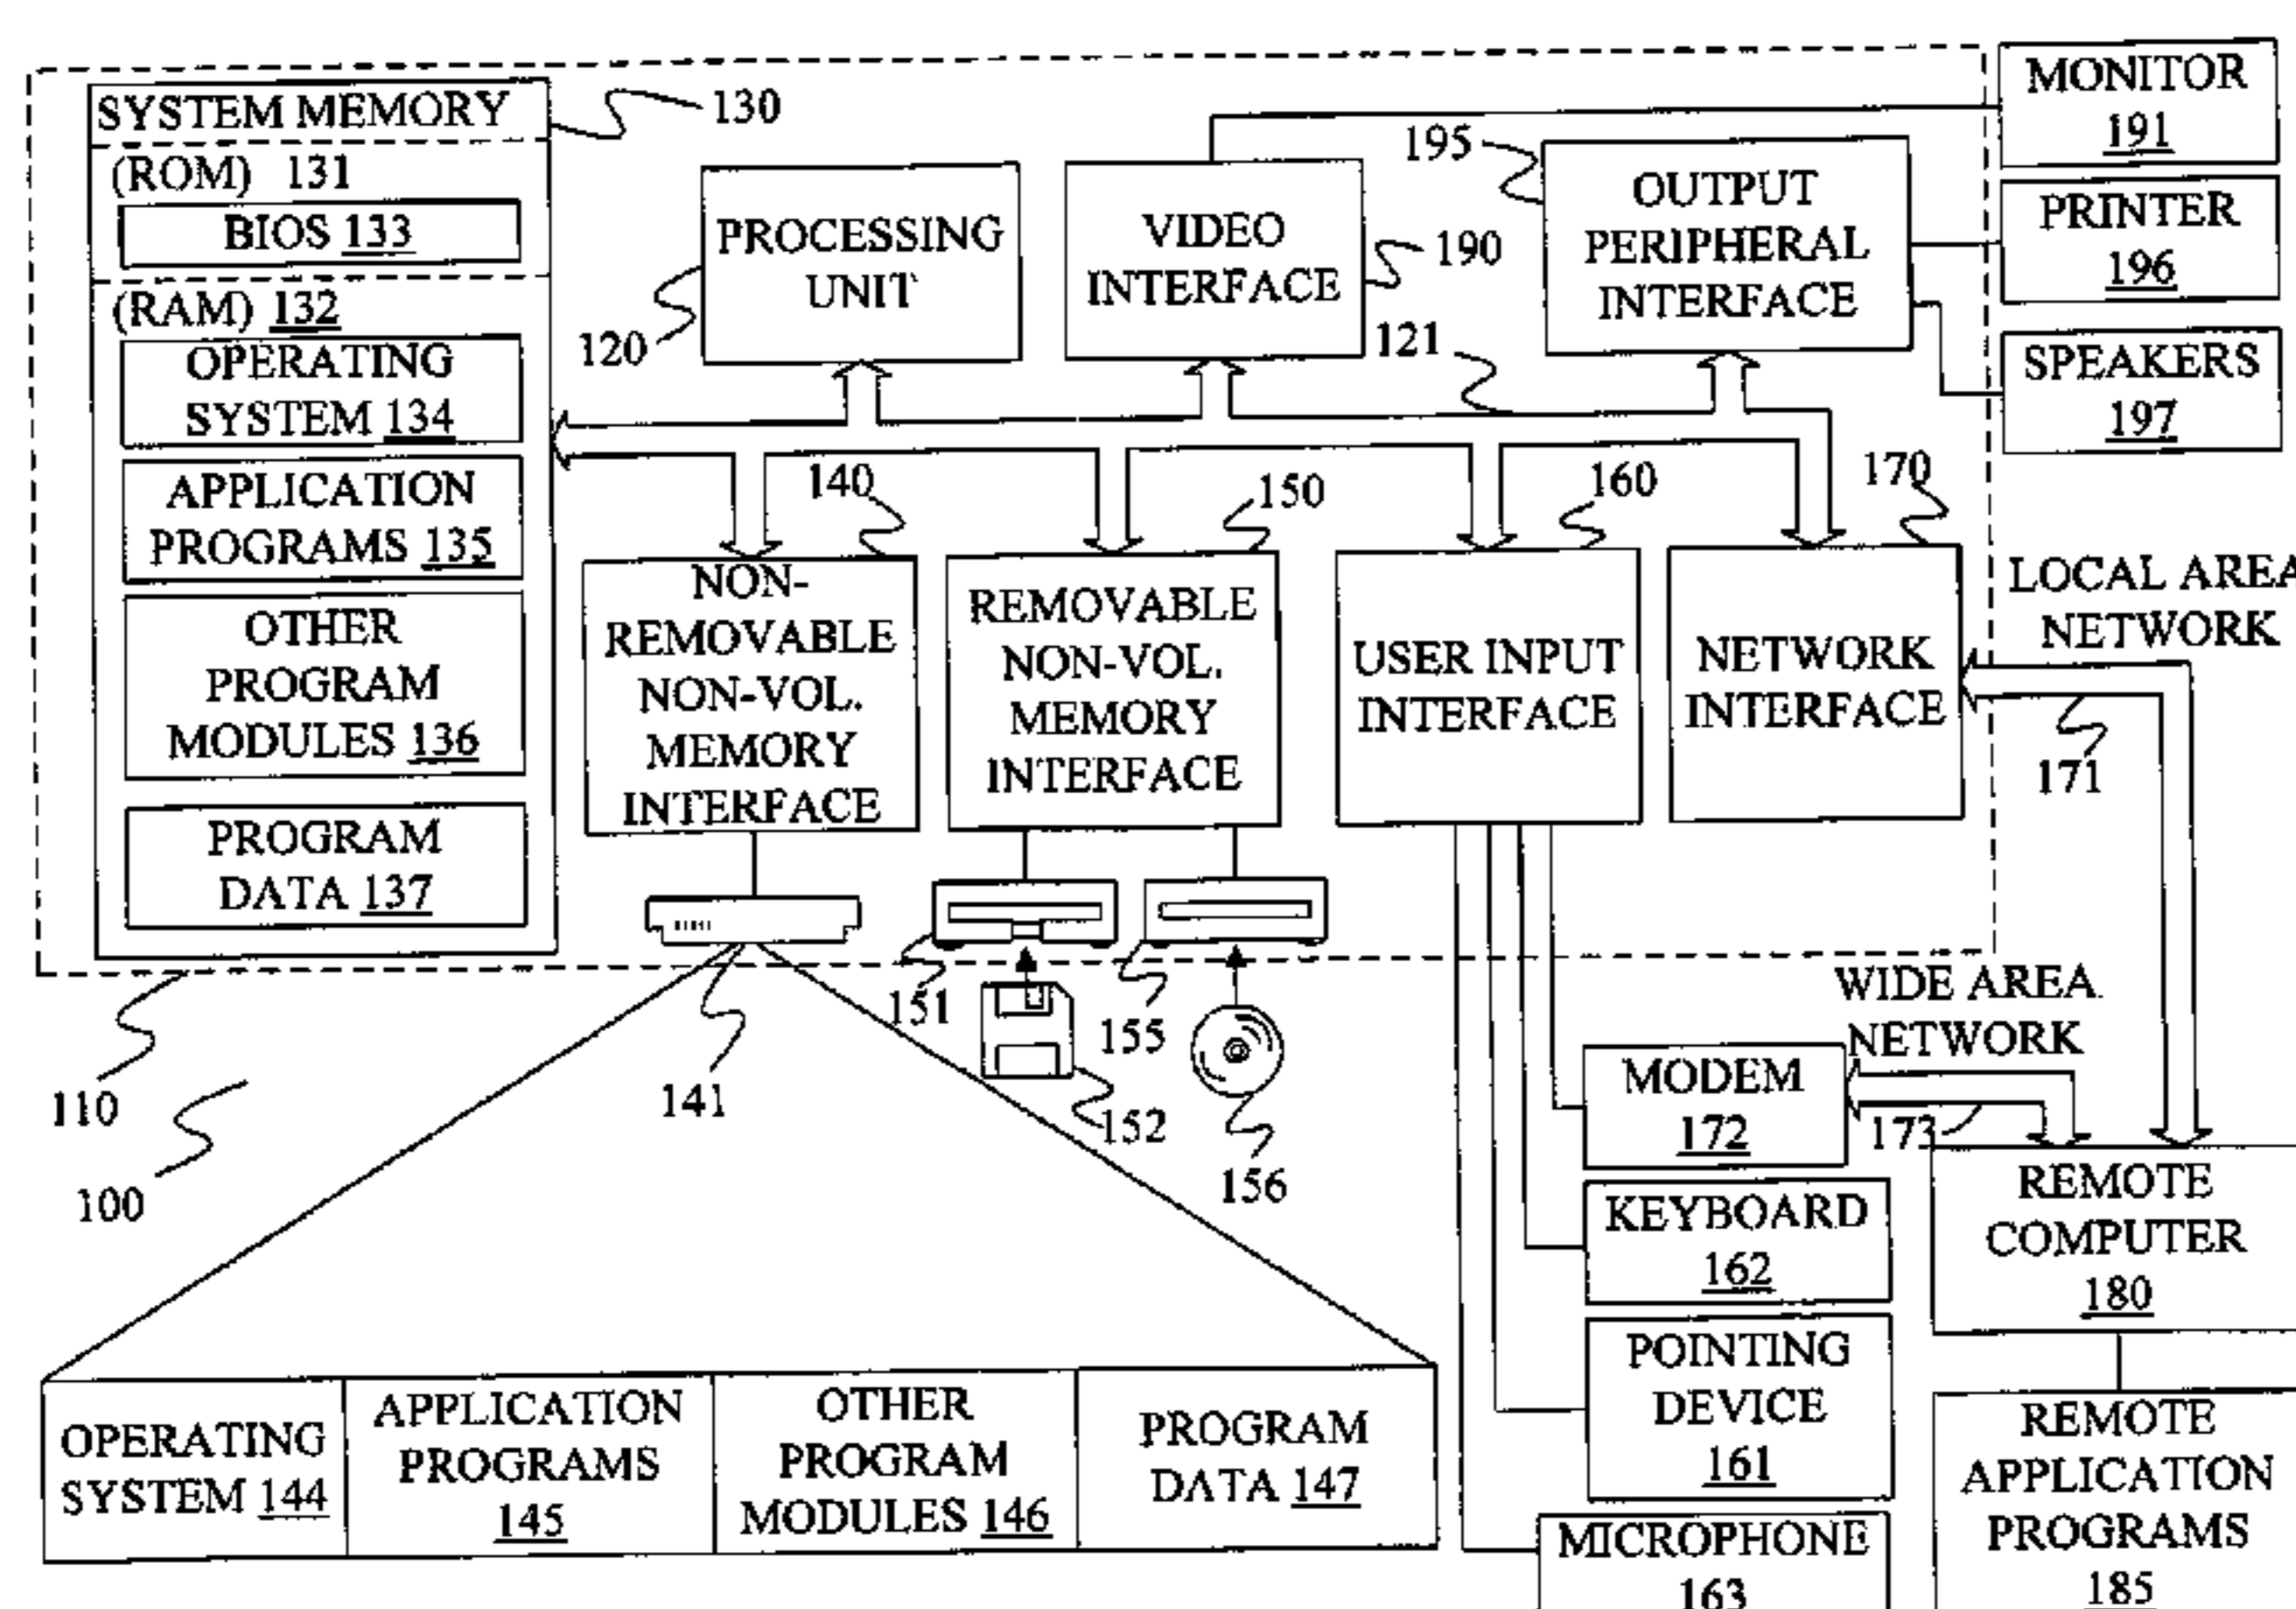 SYSTEM MEMORY
130
(ROM) 131
BIOS 133
(RAM) 132
OPERATING
SYSTEM 134
APPLICATION
PROGRAMS 135
OTHER
PROGRAM
MODULES 136
PROGRAM
DATA 137
PROCESSING
UNIT
120
VIDEO
INTERFACE
190
195
OUTPUT
PERIPHERAL
INTERFACE
121
MONITOR
191
PRINTER
196
SPEAKERS
197
140
NON-
REMOVABLE
NON-VOL.
MEMORY
INTERFACE
150
REMOVABLE
NON-VOL.
MEMORY
INTERFACE
160
USER INPUT
INTERFACE
170
NETWORK
INTERFACE
LOCAL AREA
NETWORK
171
110
100
141
151
152
155
156
WIDE AREA
NETWORK
173
MODEM
172
KEYBOARD
162
POINTING
DEVICE
161
MICROPHONE
163
REMOTE
COMPUTER
180
REMOTE
APPLICATION
PROGRAMS
185
OPERATING
SYSTEM 144
APPLICATION
PROGRAMS
145
OTHER
PROGRAM
MODULES 146
PROGRAM
DATA 147